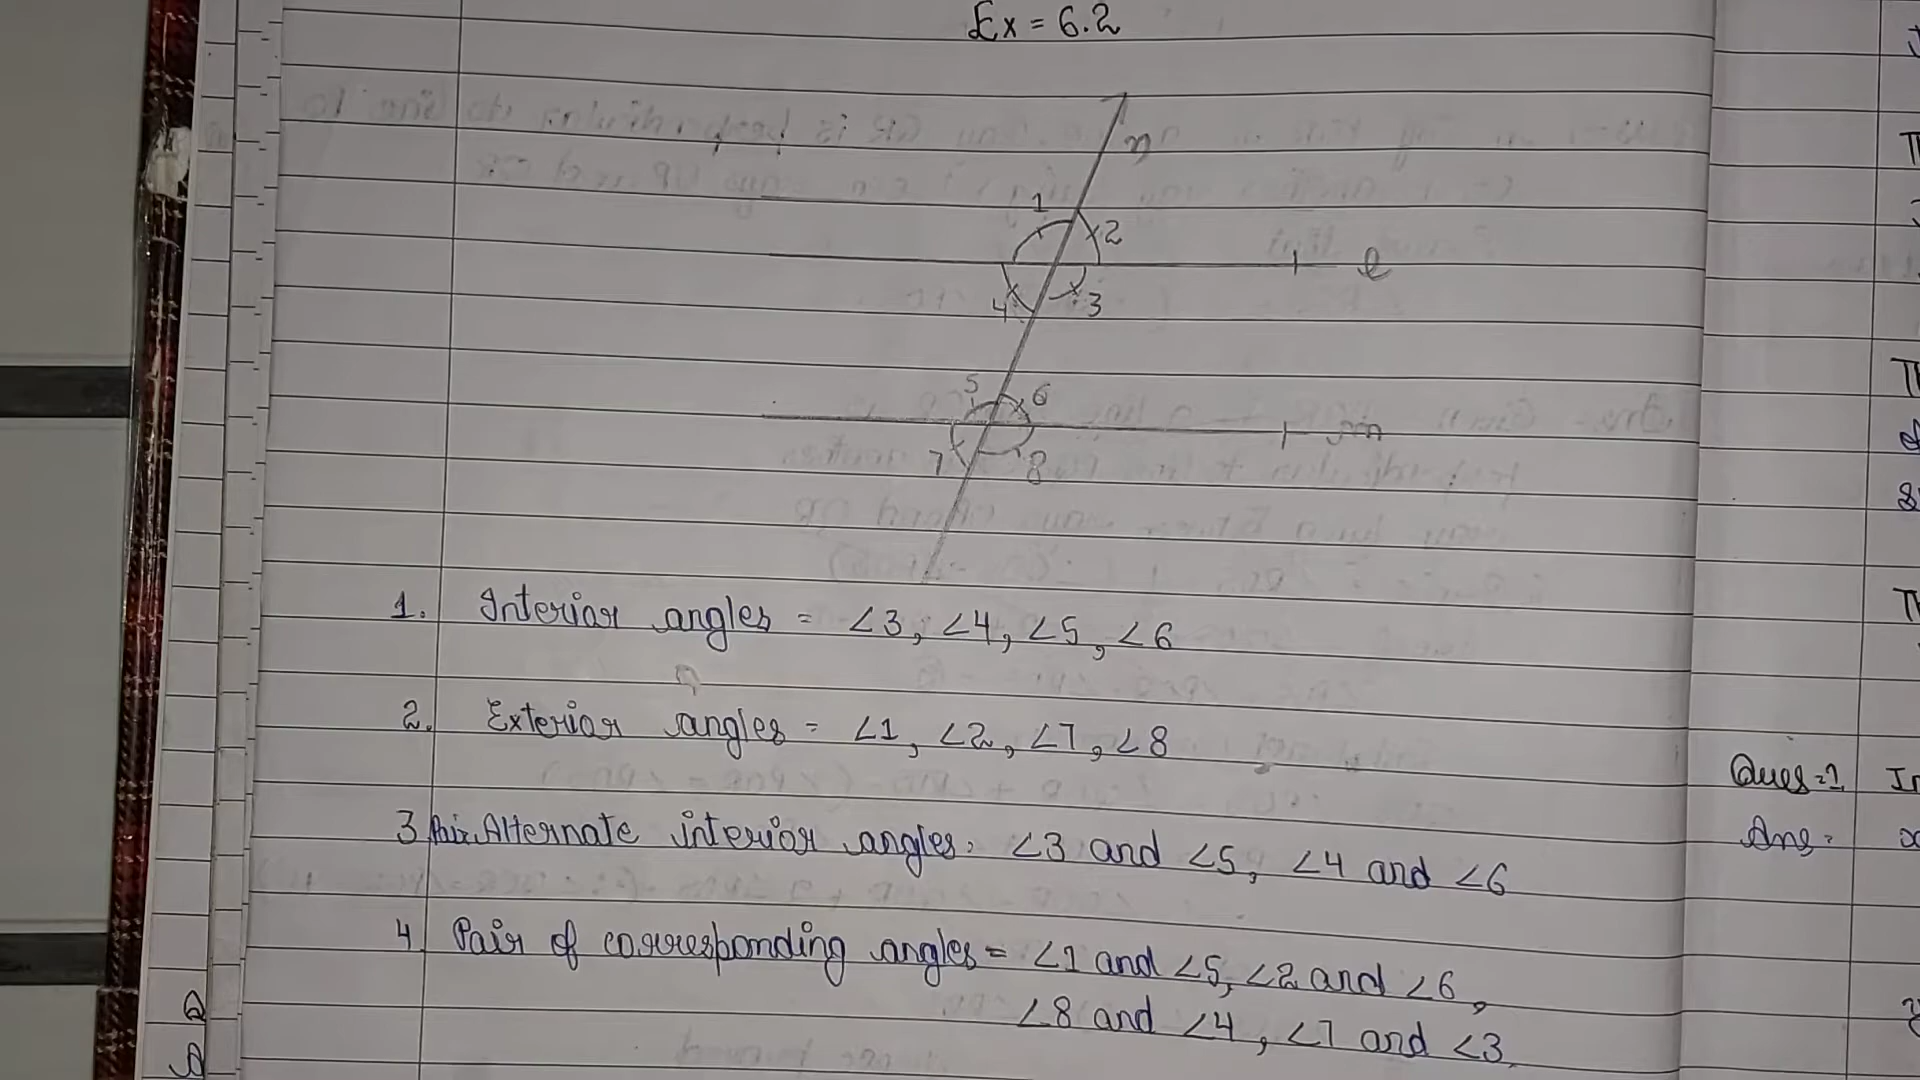 Ex = 6.2
n
1
2
l
4
3
5
6
m
7
8
1. Interior angles = ∠3, ∠4, ∠5, ∠6
2. Exterior angles = ∠1, ∠2, ∠7, ∠8
3 Pair Alternate interior angles = ∠3 and ∠5, ∠4 and ∠6
4. Pair of corresponding angles = ∠1 and ∠5, ∠2 and ∠6,
∠8 and ∠4, ∠7 and ∠3
Ques=1
Ans=